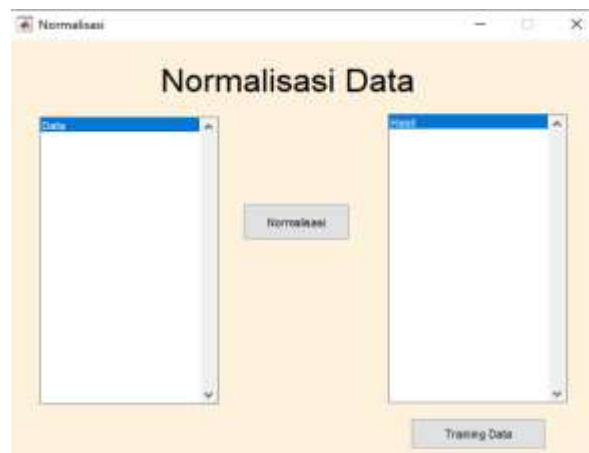 Normalisasi
Normalisasi Data
Data
Hasil
Normalisasi
Training Data